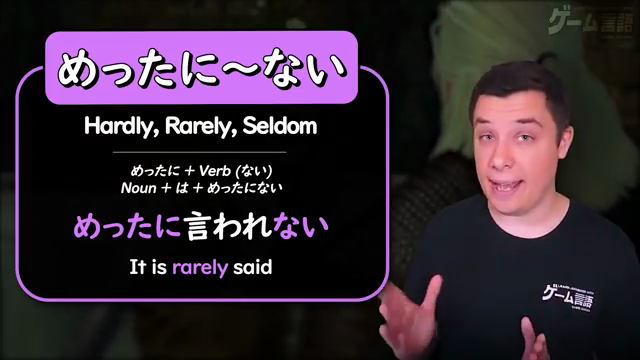 めったに〜ない
Hardly, Rarely, Seldom
めったに + Verb (ない)
Noun + は + めったにない
めったに言われない
It is rarely said
ゲーム言語
ゲーム言語